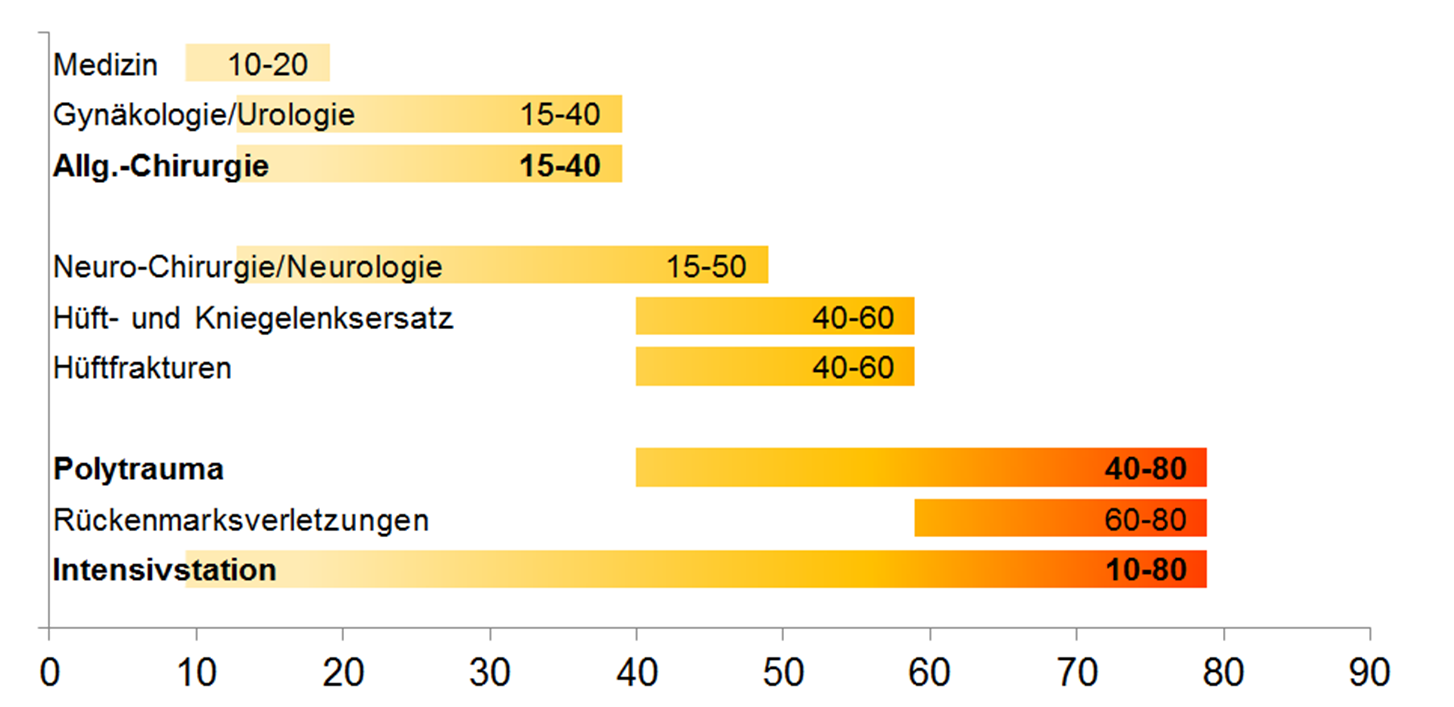 Medizin 10-20
Gynäkologie/Urologie 15-40
Allg.-Chirurgie 15-40
Neuro-Chirurgie/Neurologie 15-50
Hüft- und Kniegelenksersatz 40-60
Hüftfrakturen 40-60
Polytrauma 40-80
Rückenmarksverletzungen 60-80
Intensivstation 10-80
0 10 20 30 40 50 60 70 80 90